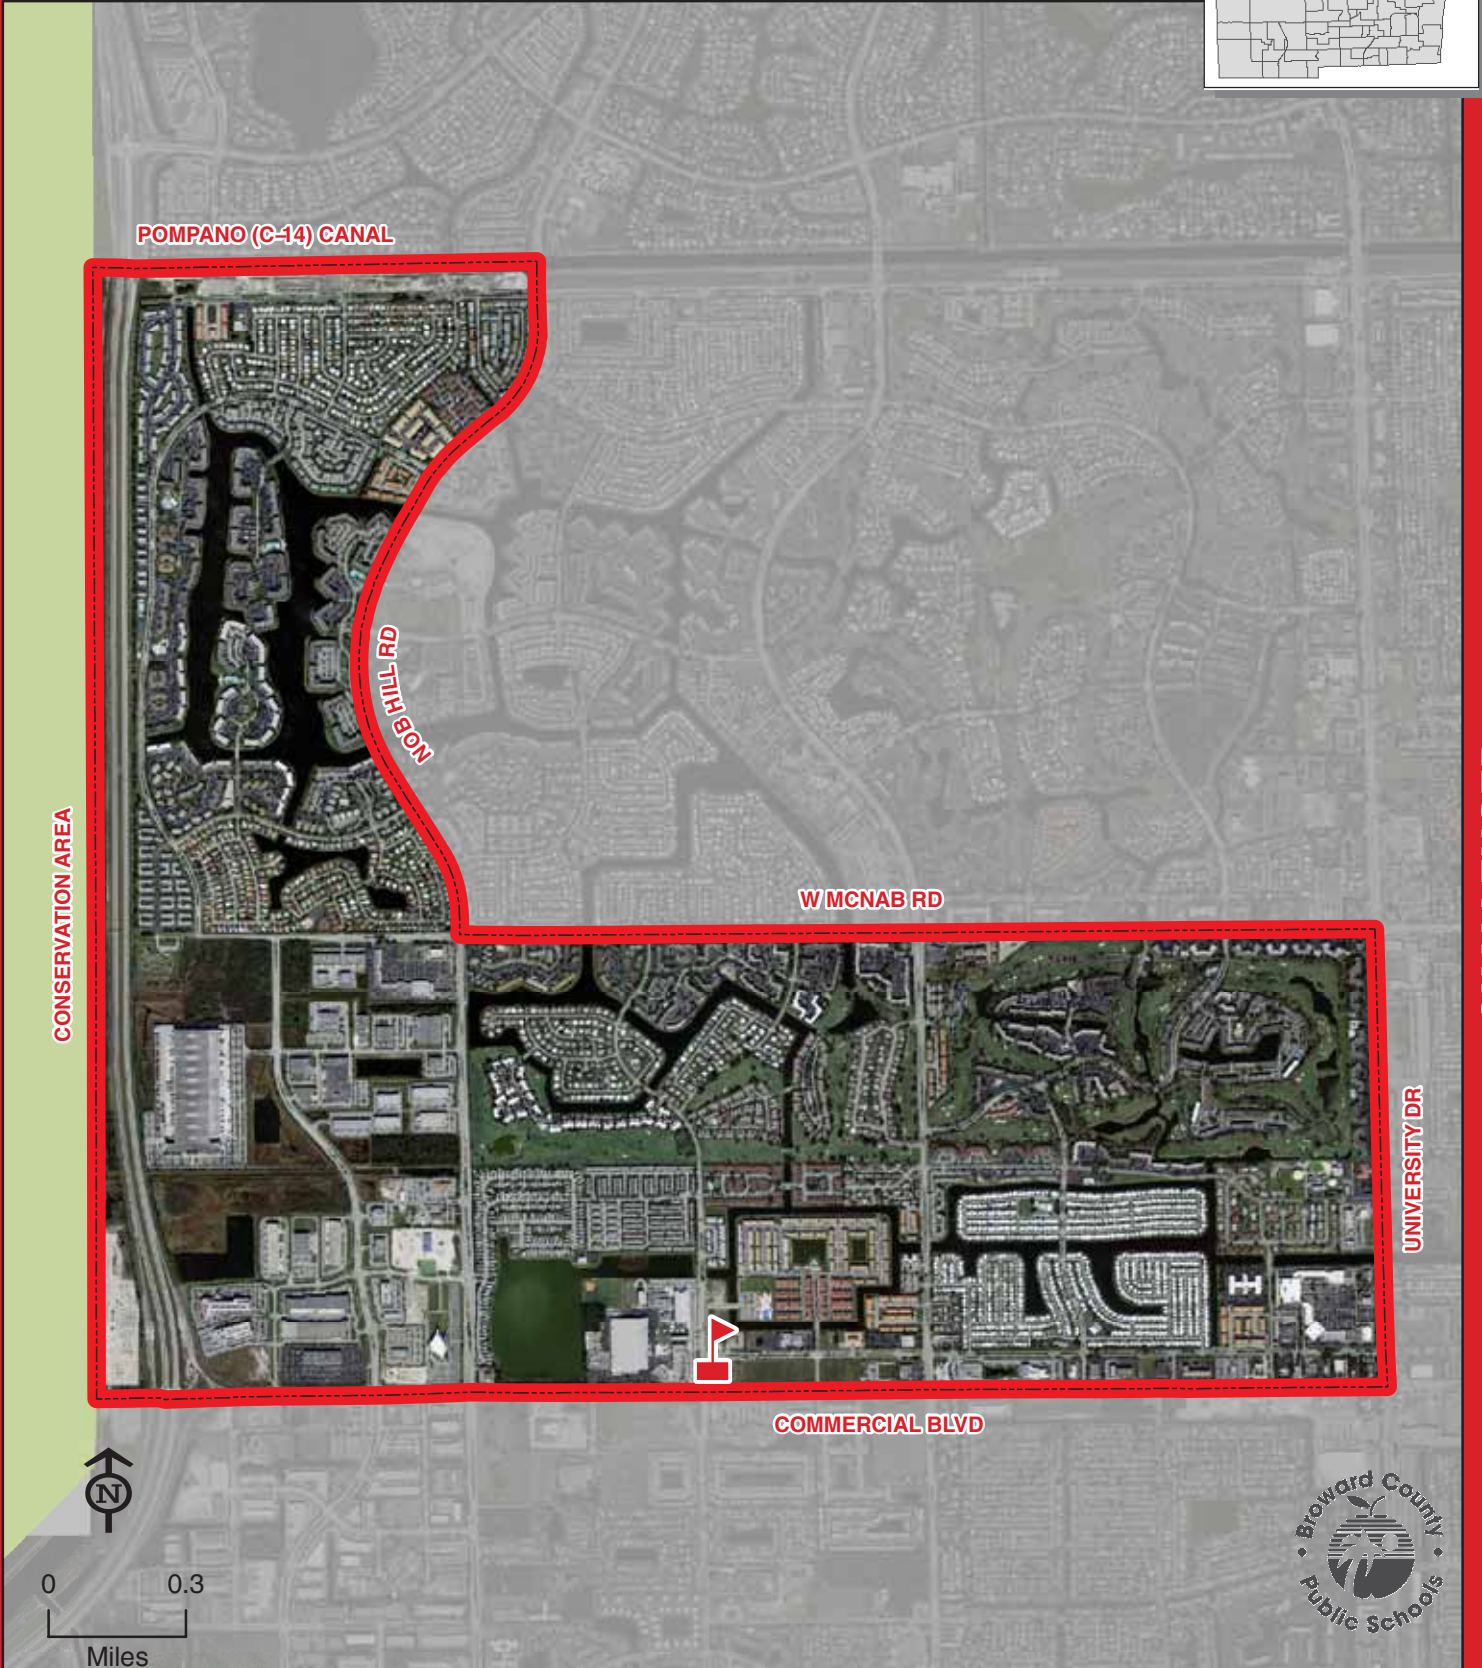 POMPANO (C-14) CANAL
NOB HILL RD
W MCNAB RD
CONSERVATION AREA
UNIVERSITY DR
COMMERCIAL BLVD
N
0 0.3
Miles
Broward County
Public Schools